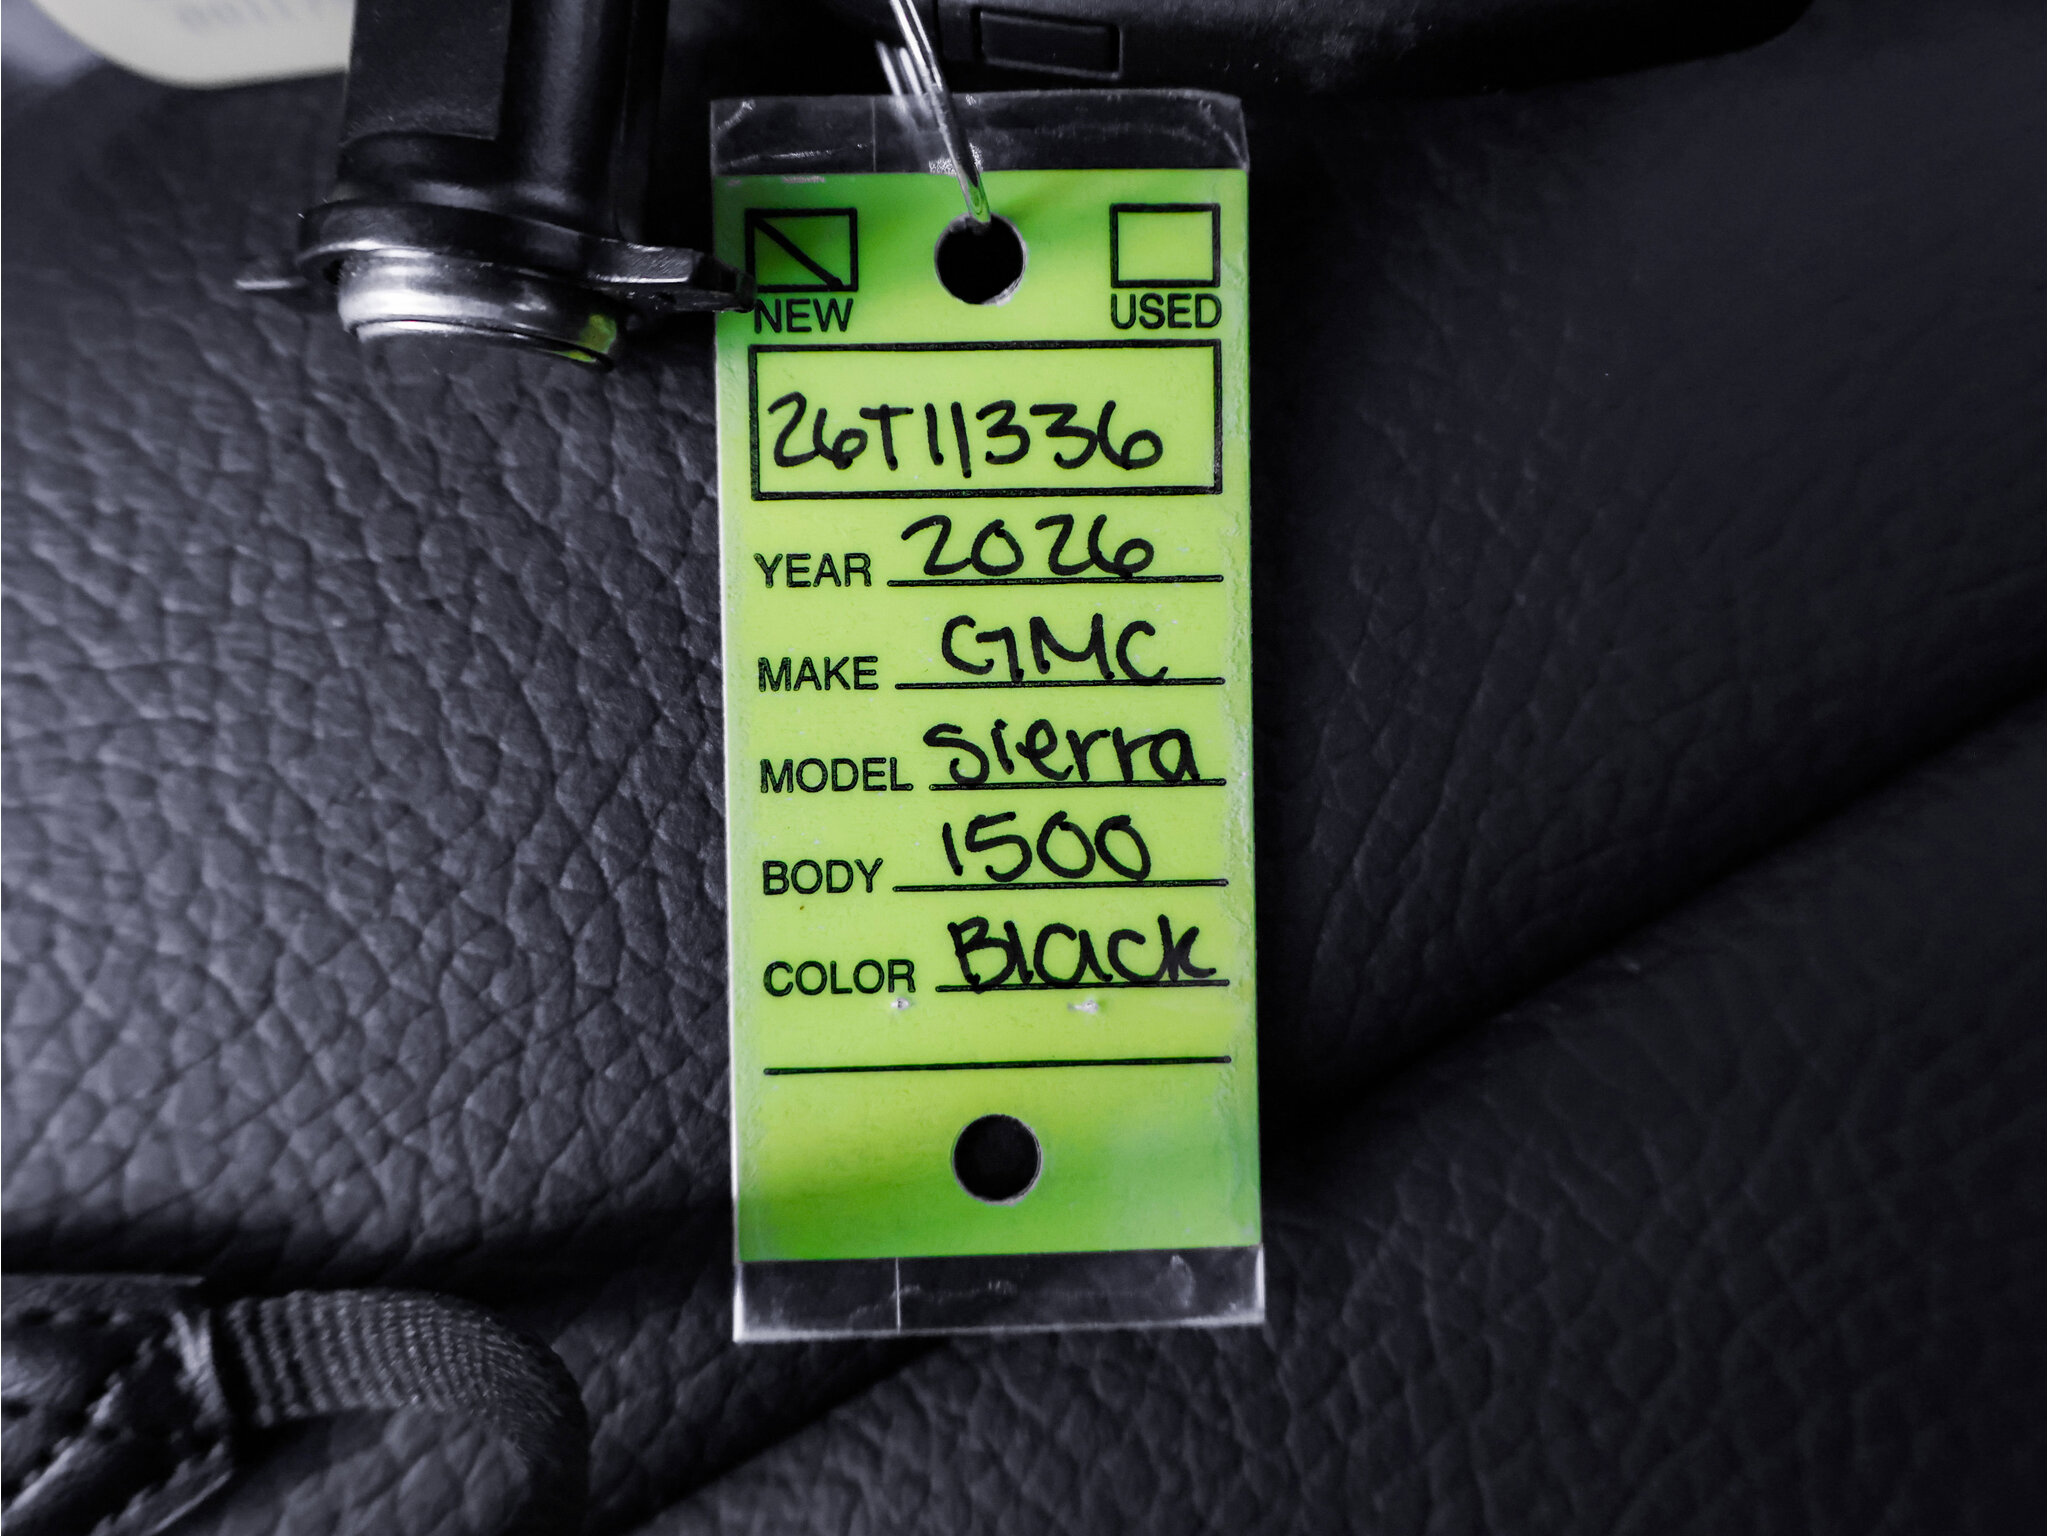 NEW USED
26T11336
YEAR 2026
MAKE GMC
MODEL Sierra
BODY 1500
COLOR Black